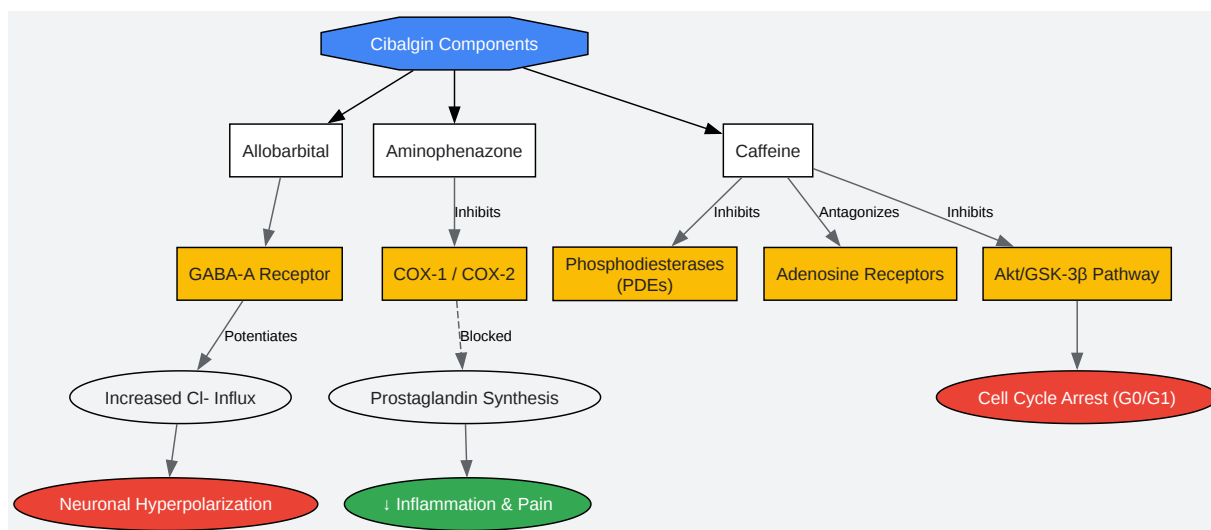 Cibalgin Components
Allobarbital
Aminophenazone
Caffeine
Inhibits
Inhibits
Antagonizes
Inhibits
GABA-A Receptor
COX-1 / COX-2
Phosphodiesterases
(PDEs)
Adenosine Receptors
Akt/GSK-3β Pathway
Potentiates
Blocked
Increased Cl- Influx
Prostaglandin Synthesis
Cell Cycle Arrest (G0/G1)
Neuronal Hyperpolarization
↓ Inflammation & Pain